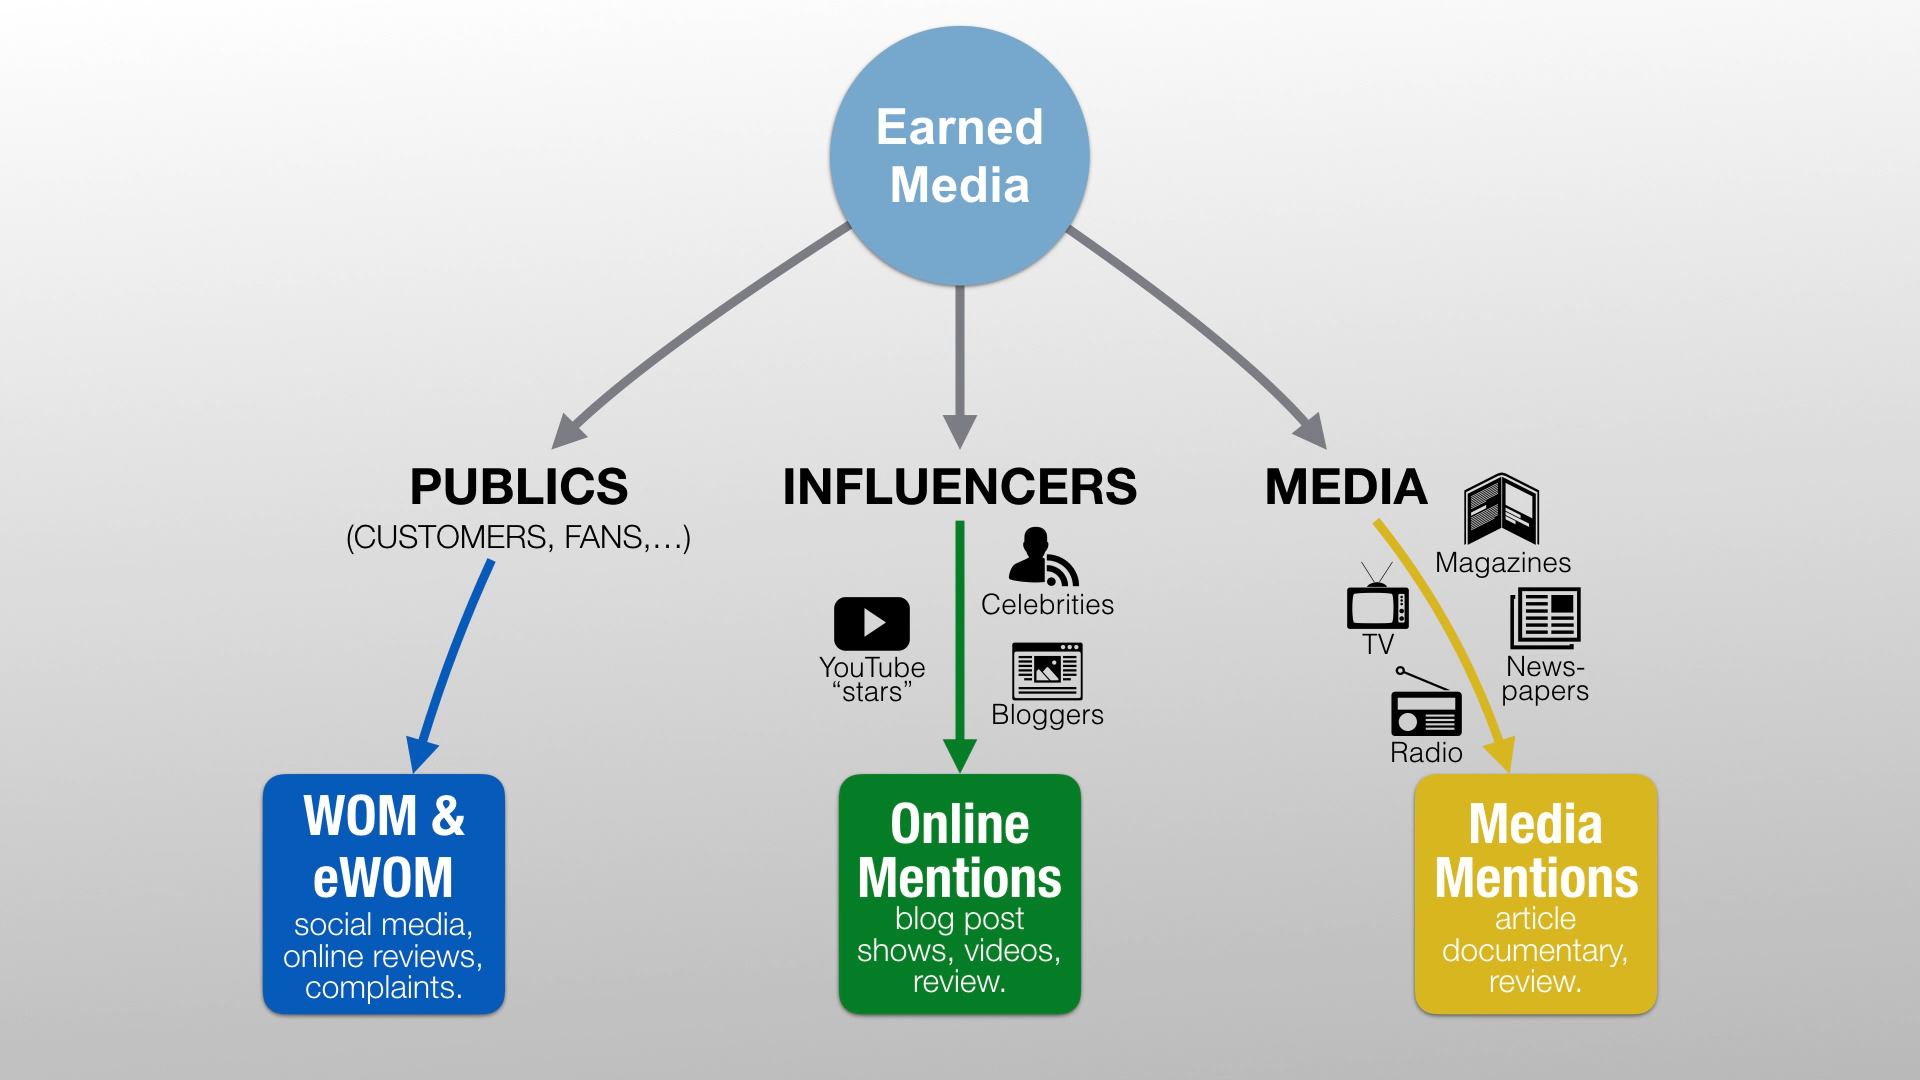 Earned
Media
PUBLICS
(CUSTOMERS, FANS,...)
INFLUENCERS
MEDIA
Magazines
Celebrities
TV
YouTube
“stars”
News-
papers
Bloggers
Radio
WOM &
eWOM
social media,
online reviews,
complaints.
Online
Mentions
blog post
shows, videos,
review.
Media
Mentions
article
documentary,
review.